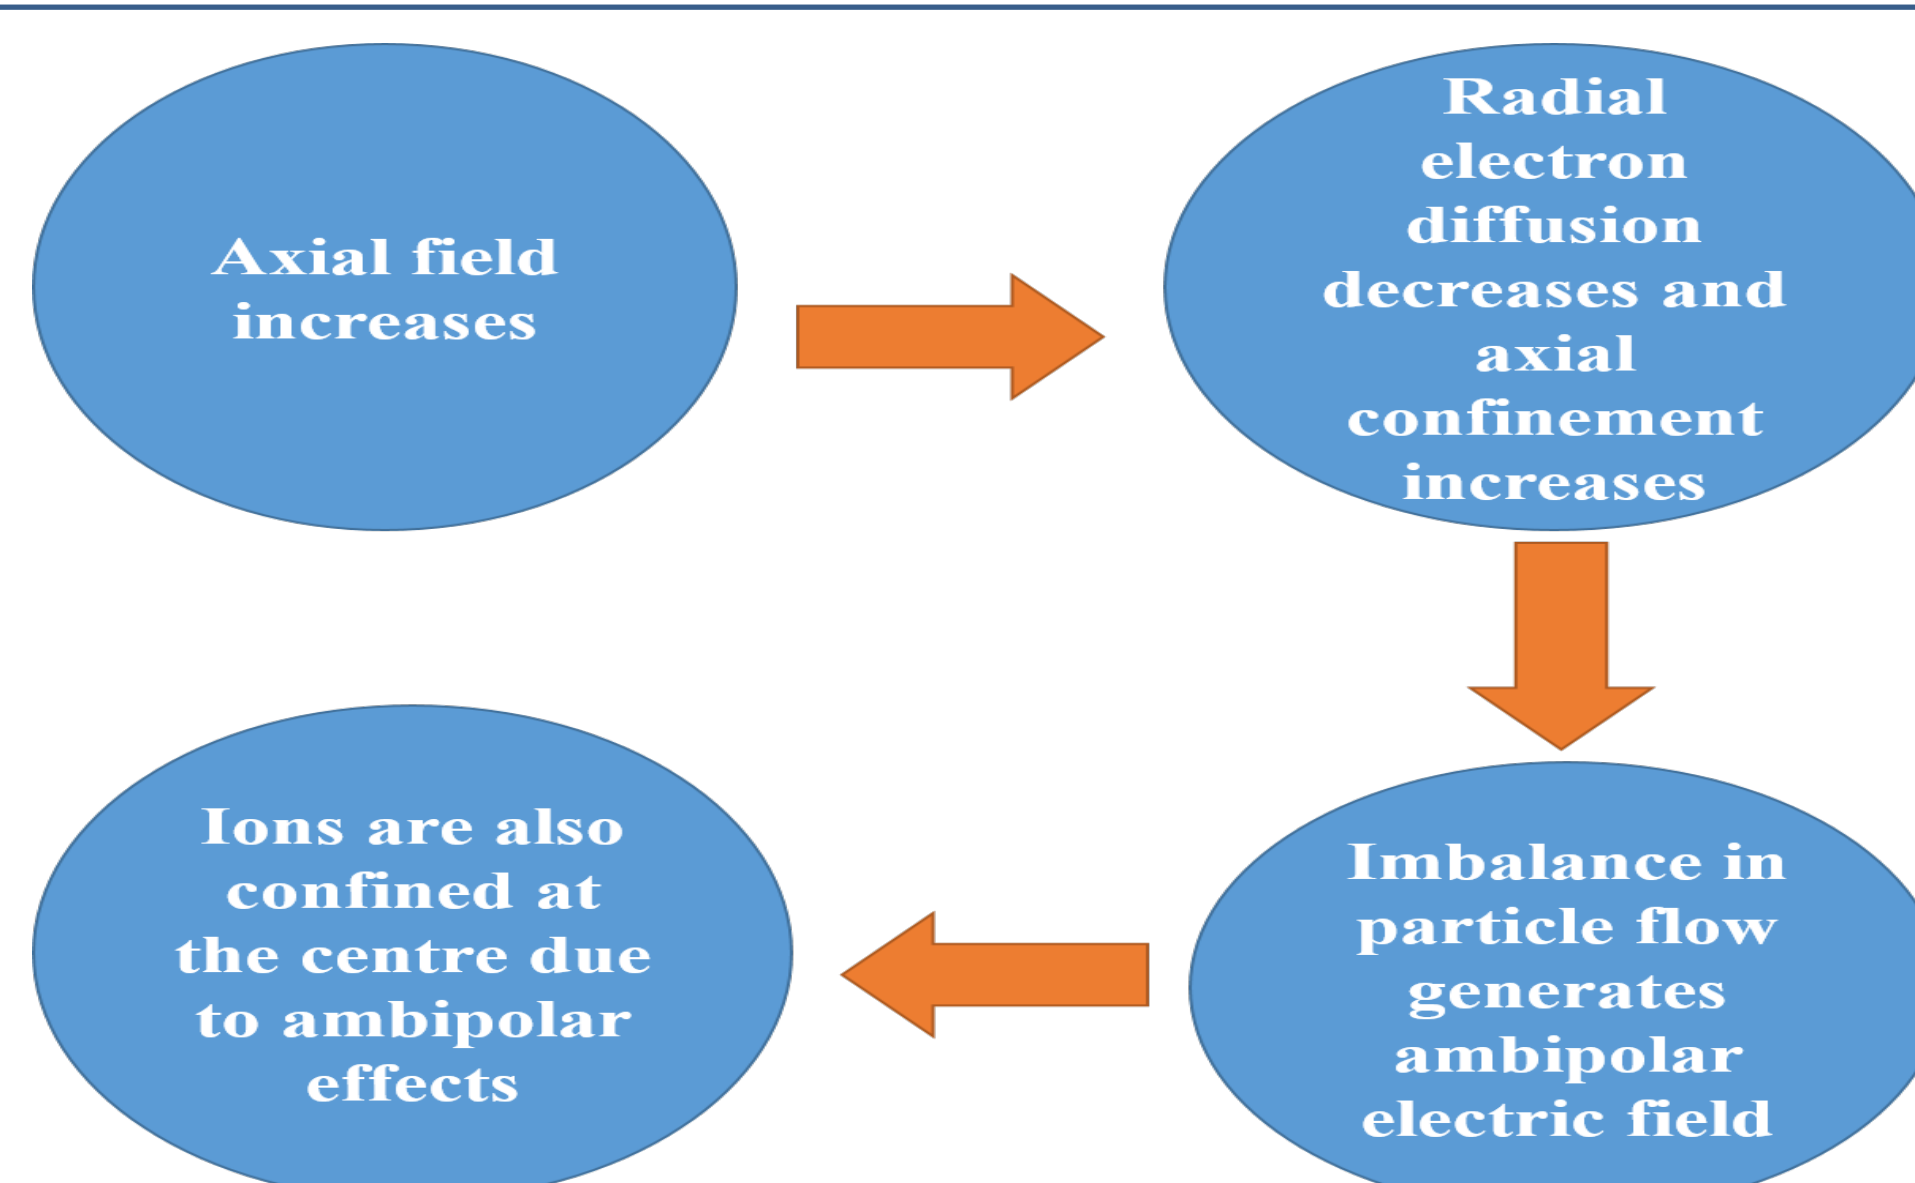 Axial field
increases
Radial
electron
diffusion
decreases and
axial
confinement
increases
Imbalance in
particle flow
generates
ambipolar
electric field
Ions are also
confined at
the centre due
to ambipolar
effects